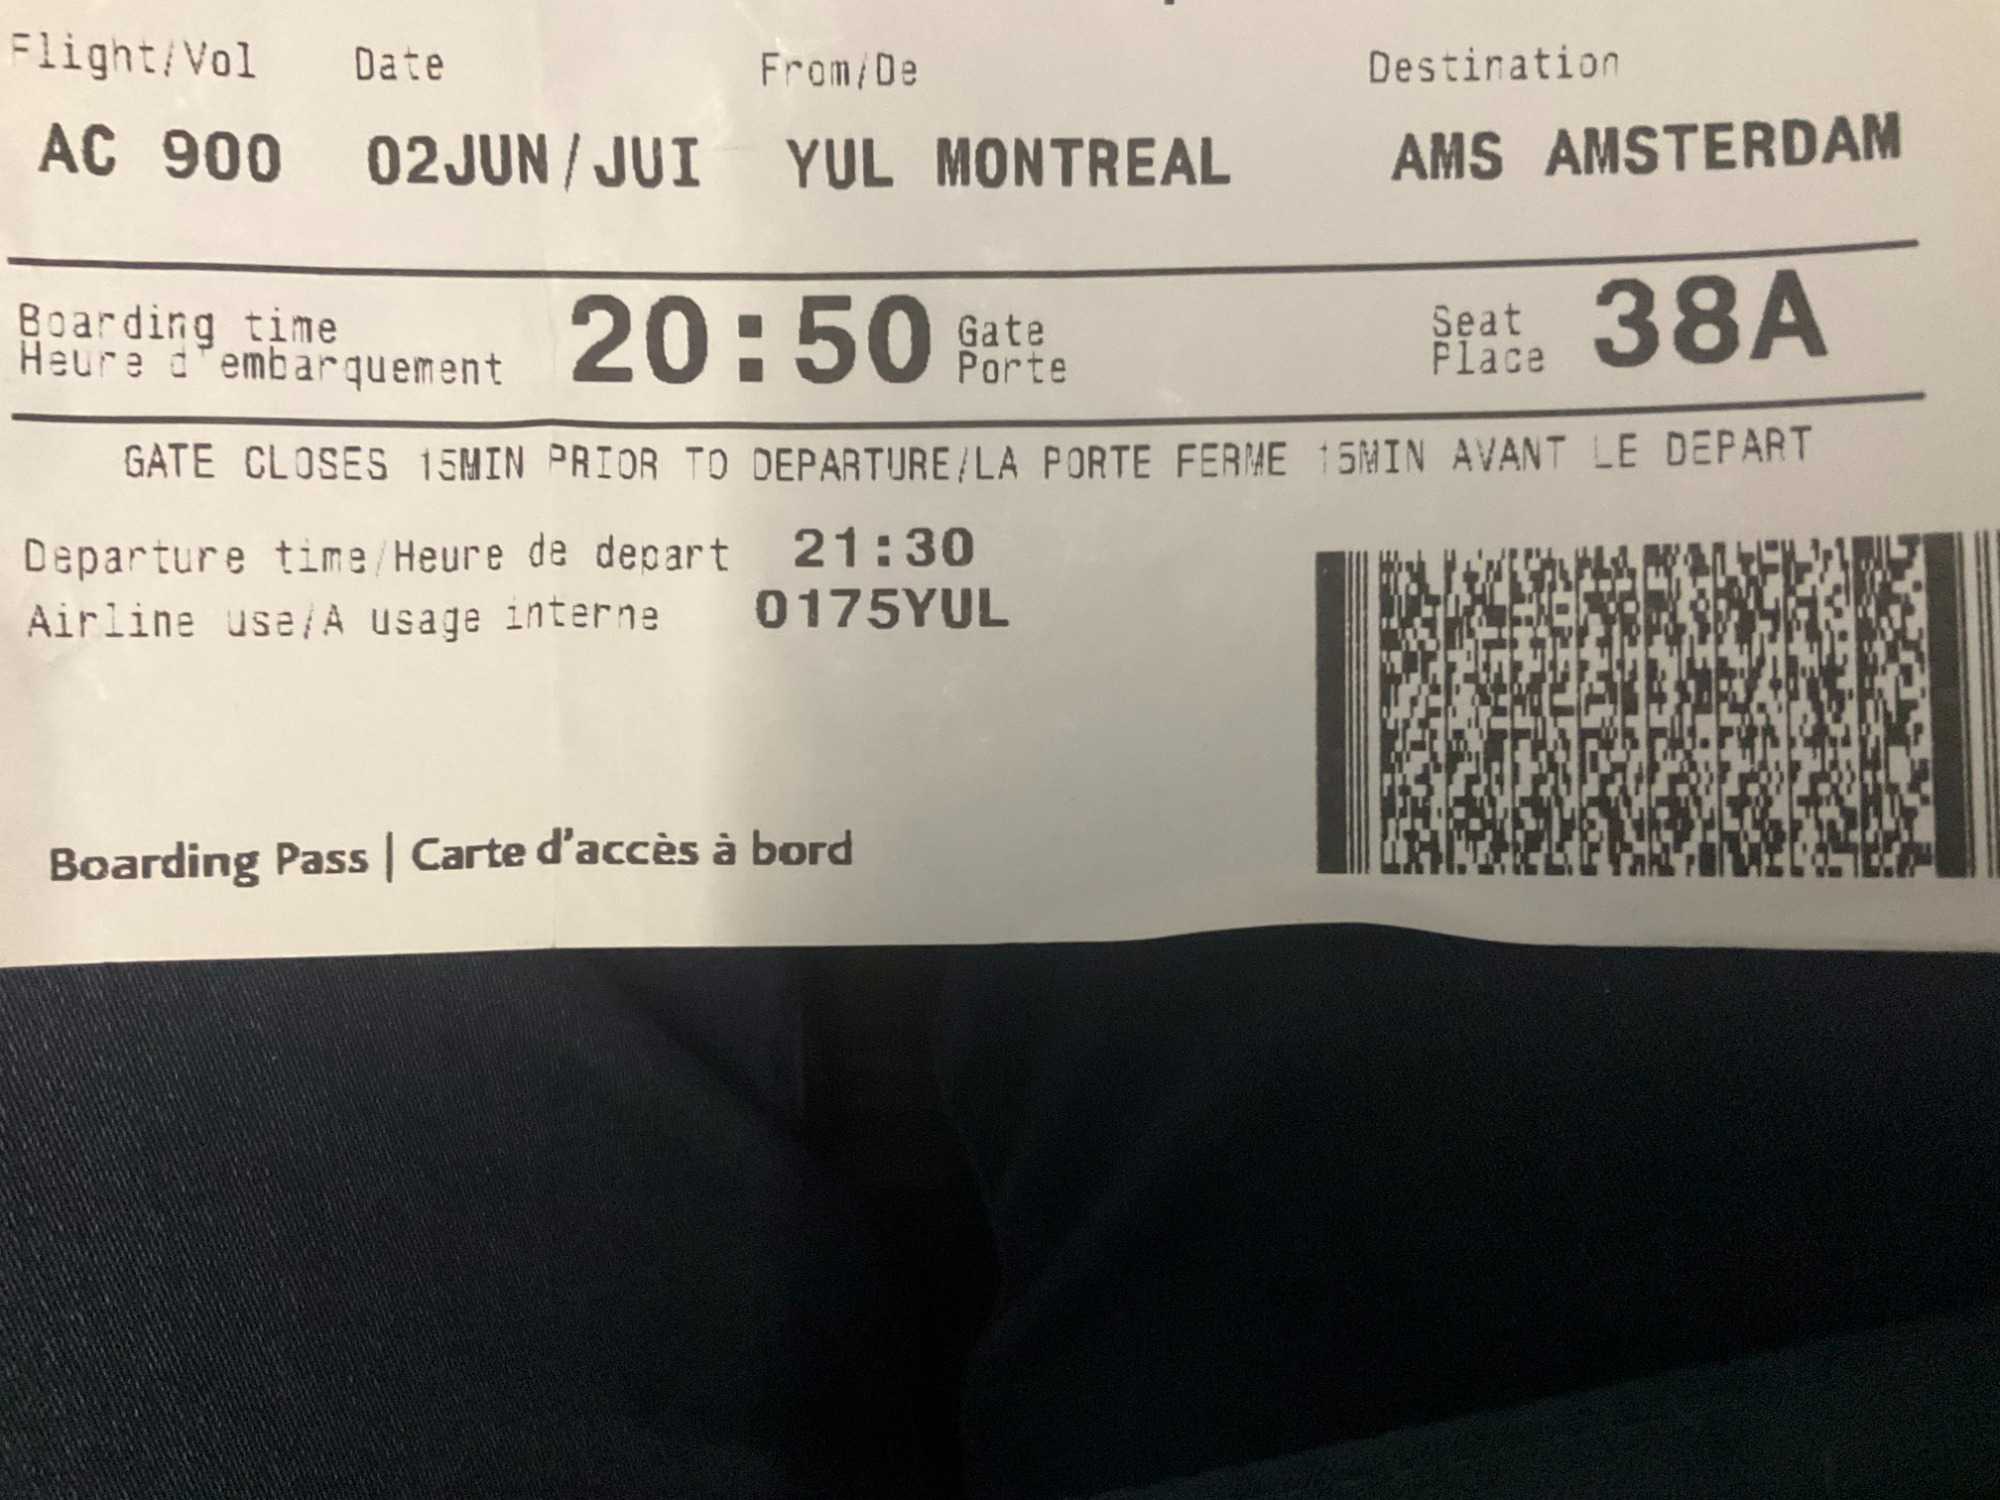 Flight/Vol Date From/De Destination
AC 900 02JUN/JUI YUL MONTREAL AMS AMSTERDAM
Boarding time 20:50 Gate Seat 38A
Heure d'embarquement Porte Place
GATE CLOSES 15MIN PRIOR TO DEPARTURE/LA PORTE FERME 15MIN AVANT LE DEPART
Departure time/Heure de depart 21:30
Airline use/A usage interne 0175YUL
Boarding Pass | Carte d'accès à bord